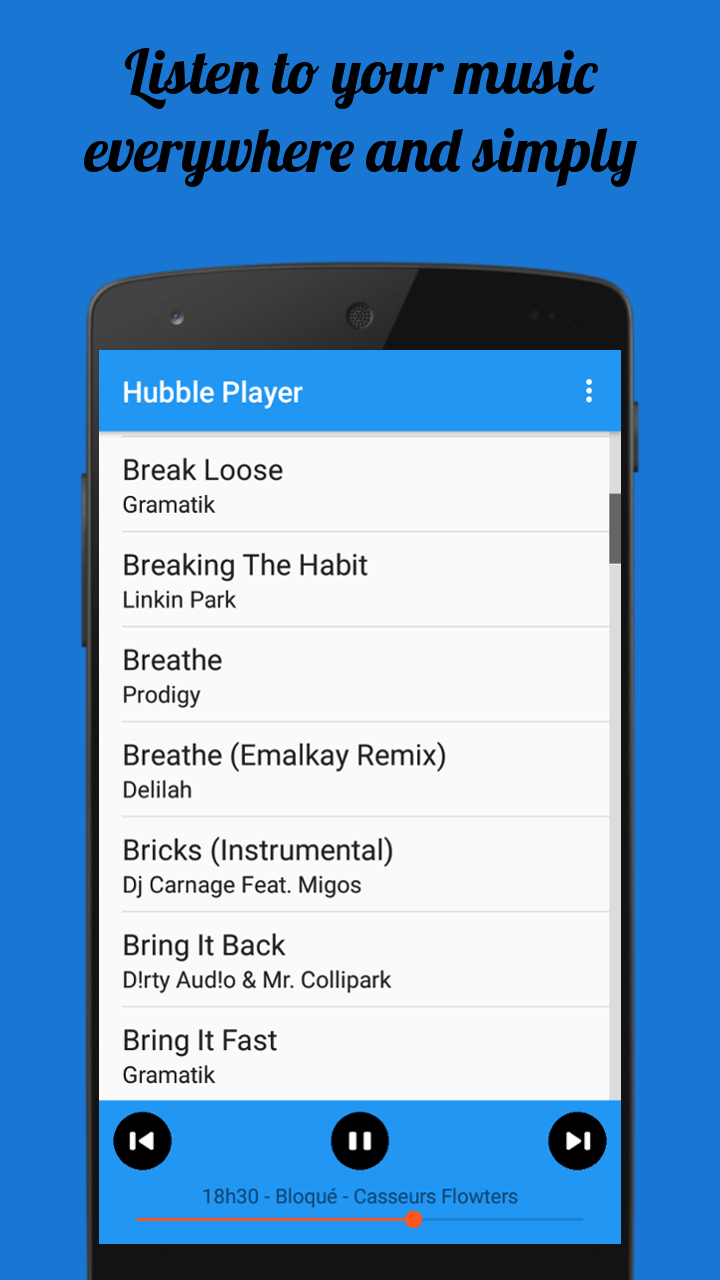 Listen to your music
everywhere and simply
Hubble Player
Break Loose
Gramatik
Breaking The Habit
Linkin Park
Breathe
Prodigy
Breathe (Emalkay Remix)
Delilah
Bricks (Instrumental)
Dj Carnage Feat. Migos
Bring It Back
D!rty Aud!o & Mr. Collipark
Bring It Fast
Gramatik
18h30 - Bloqué - Casseurs Flowters